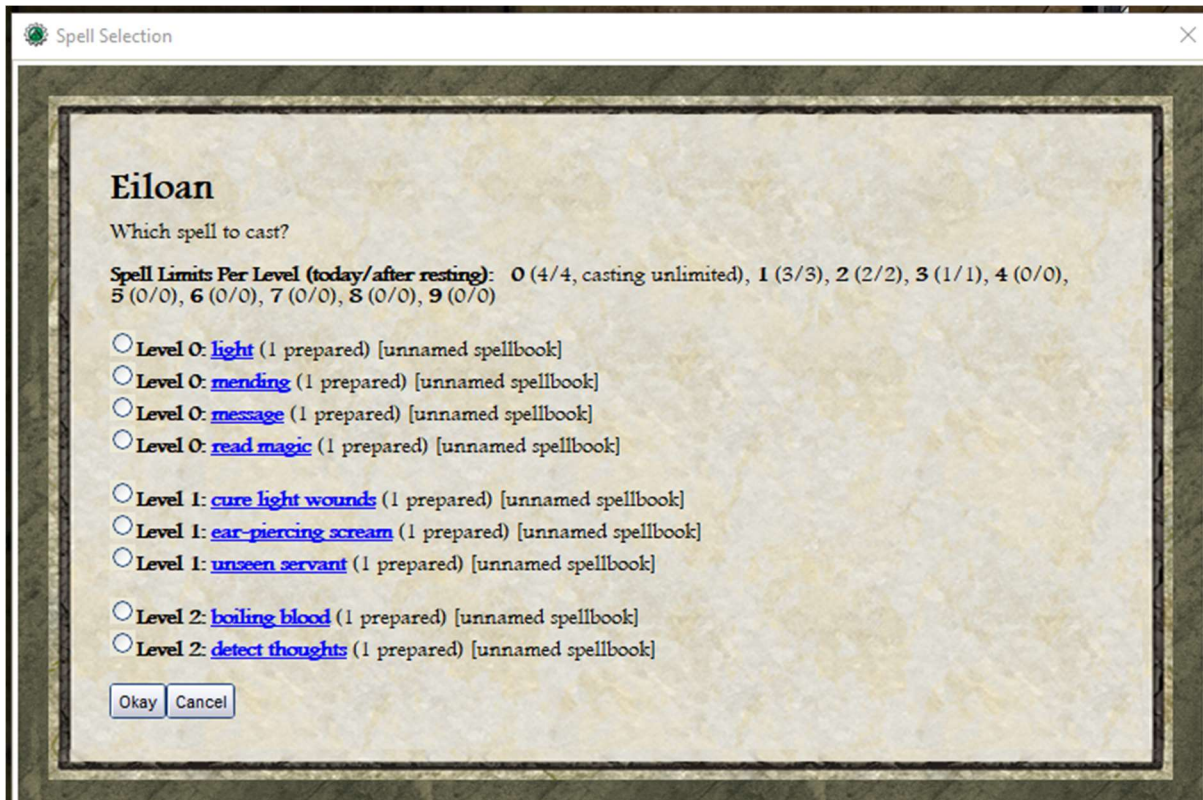 Spell Selection
Eiloan
Which spell to cast?
Spell Limits Per Level (today/after resting): 0 (4/4, casting unlimited), 1 (3/3), 2 (2/2), 3 (1/1), 4 (0/0),
5 (0/0), 6 (0/0), 7 (0/0), 8 (0/0), 9 (0/0)
Level 0: light (1 prepared) [unnamed spellbook]
Level 0: mending (1 prepared) [unnamed spellbook]
Level 0: message (1 prepared) [unnamed spellbook]
Level 0: read magic (1 prepared) [unnamed spellbook]
Level 1: cure light wounds (1 prepared) [unnamed spellbook]
Level 1: ear-piercing scream (1 prepared) [unnamed spellbook]
Level 1: unseen servant (1 prepared) [unnamed spellbook]
Level 2: boiling blood (1 prepared) [unnamed spellbook]
Level 2: detect thoughts (1 prepared) [unnamed spellbook]
Okay Cancel